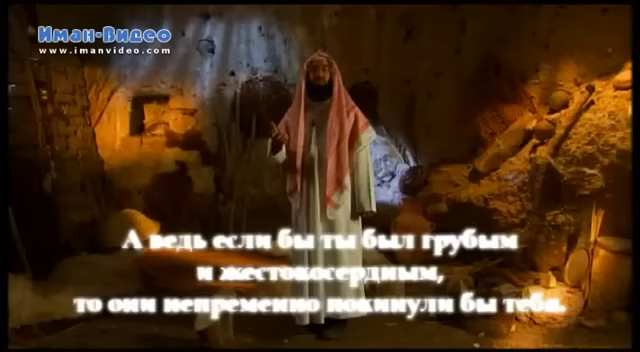 Иман-Видео
www.imanvideo.com
А ведь если бы ты был грубым
и жестокосердным,
то они непременно покинули бы тебя.